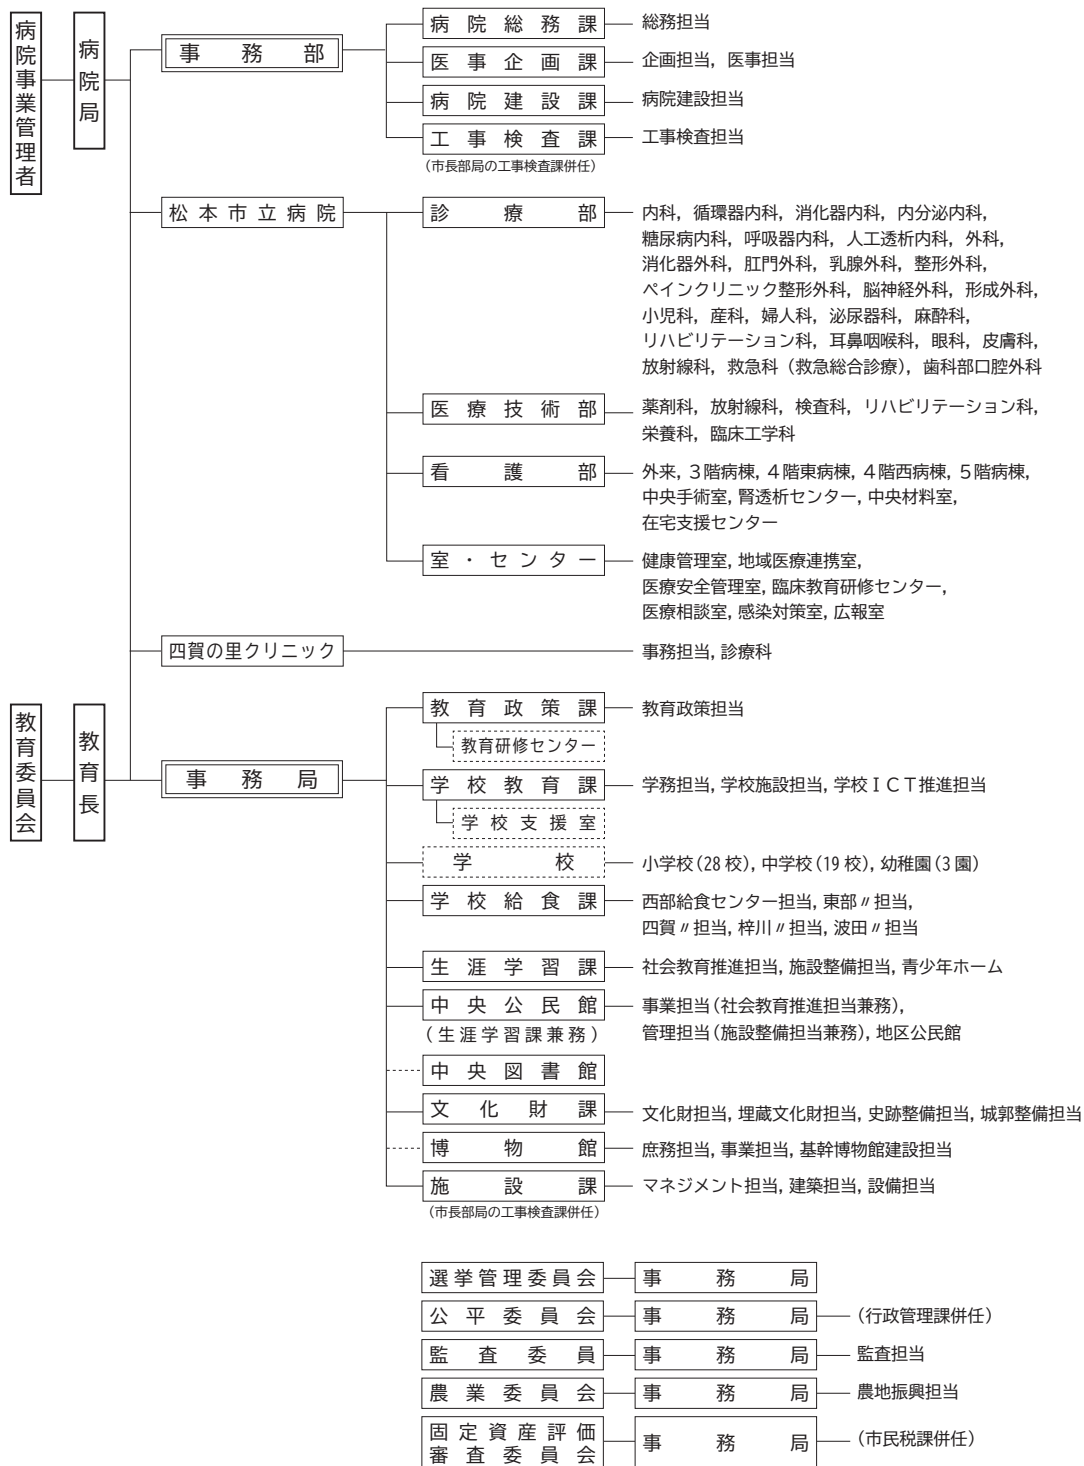 病院事業管理者
病院局
事務部
病院総務課
総務担当
医事企画課
企画担当，医事担当
病院建設課
病院建設担当
工事検査課
工事検査担当
（市長部局の工事検査課併任）
松本市立病院
診療部
内科，循環器内科，消化器内科，内分泌内科，
糖尿病内科，呼吸器内科，人工透析内科，外科，
消化器外科，肛門外科，乳腺外科，整形外科，
ペインクリニック整形外科，脳神経外科，形成外科，
小児科，産科，婦人科，泌尿器科，麻酔科，
リハビリテーション科，耳鼻咽喉科，眼科，皮膚科，
放射線科，救急科（救急総合診療），歯科部口腔外科
医療技術部
薬剤科，放射線科，検査科，リハビリテーション科，
栄養科，臨床工学科
看護部
外来，３階病棟，４階東病棟，４階西病棟，５階病棟，
中央手術室，腎透析センター，中央材料室，
在宅支援センター
室・センター
健康管理室，地域医療連携室，
医療安全管理室，臨床教育研修センター，
医療相談室，感染対策室，広報室
四賀の里クリニック
事務担当，診療科
教育委員会
教育長
事務局
教育政策課
教育政策担当
教育研修センター
学校教育課
学務担当，学校施設担当，学校ＩＣＴ推進担当
学校支援室
学校
小学校（28校），中学校（19校），幼稚園（3園）
学校給食課
西部給食センター担当，東部〃担当，
四賀〃担当，梓川〃担当，波田〃担当
生涯学習課
社会教育推進担当，施設整備担当，青少年ホーム
中央公民館
事業担当（社会教育推進担当兼務），
（生涯学習課兼務）
管理担当（施設整備担当兼務），地区公民館
中央図書館
文化財課
文化財担当，埋蔵文化財担当，史跡整備担当，城郭整備担当
博物館
庶務担当，事業担当，基幹博物館建設担当
施設課
マネジメント担当，建築担当，設備担当
（市長部局の工事検査課併任）
選挙管理委員会
事務局
公平委員会
事務局
（行政管理課併任）
監査委員
事務局
監査担当
農業委員会
事務局
農地振興担当
固定資産評価
審査委員会
事務局
（市民税課併任）